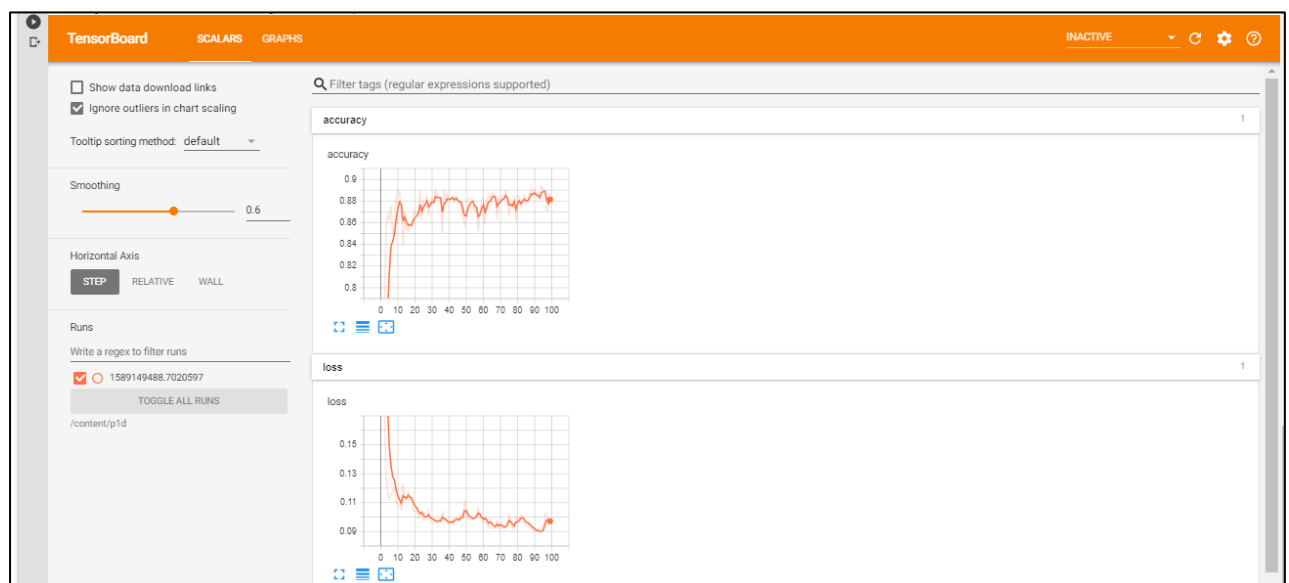 TensorBoard SCALARS GRAPHS INACTIVE
Show data download links
Ignore outliers in chart scaling
Tooltip sorting method: default
Smoothing
0.6
Horizontal Axis
STEP RELATIVE WALL
Runs
Write a regex to filter runs
1589149488.7020597
TOGGLE ALL RUNS
/content/p1d
Filter tags (regular expressions supported)
accuracy 1
accuracy
0.9
0.88
0.86
0.84
0.82
0.8
0 10 20 30 40 50 60 70 80 90 100
loss 1
loss
0.15
0.13
0.11
0.09
0 10 20 30 40 50 60 70 80 90 100